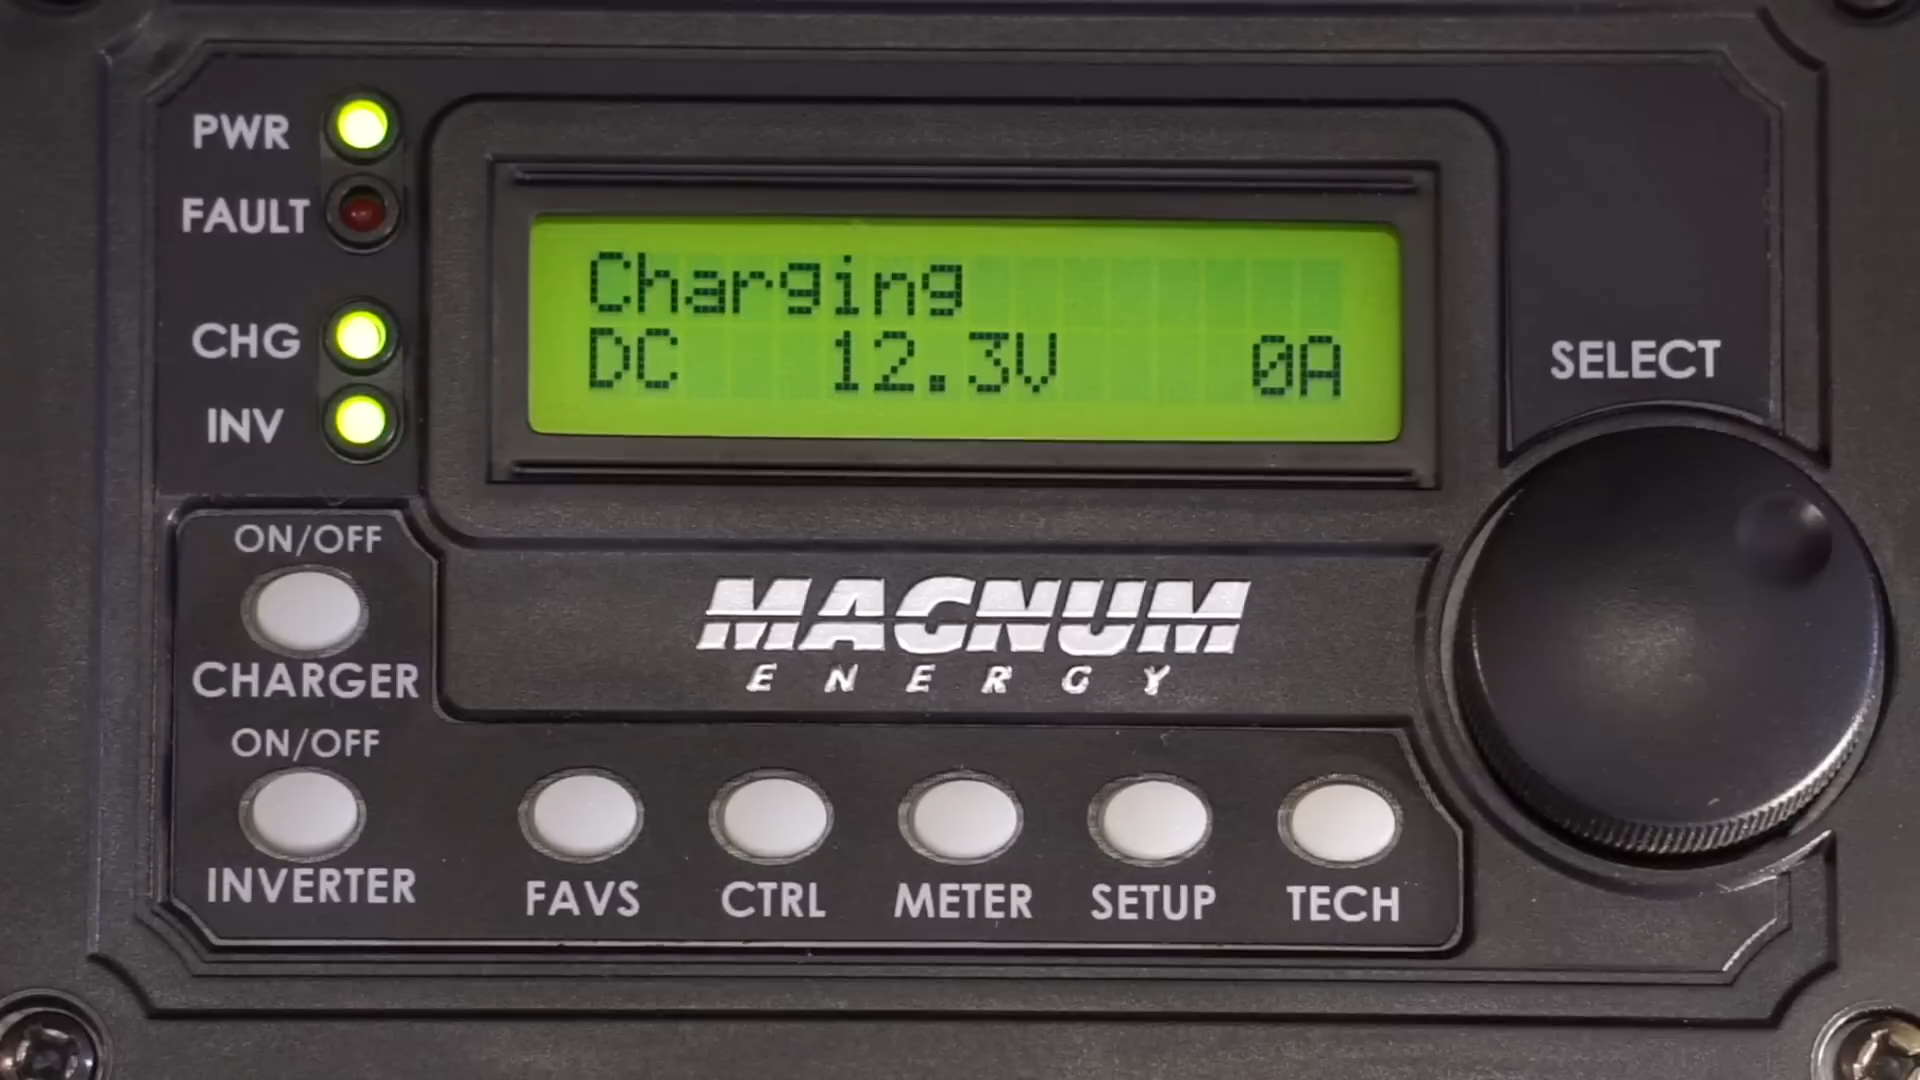 PWR
FAULT
CHG
INV
Charging
DC 12.3V 0A
SELECT
ON/OFF
CHARGER
MAGNUM
ENERGY
ON/OFF
INVERTER
FAVS
CTRL
METER
SETUP
TECH